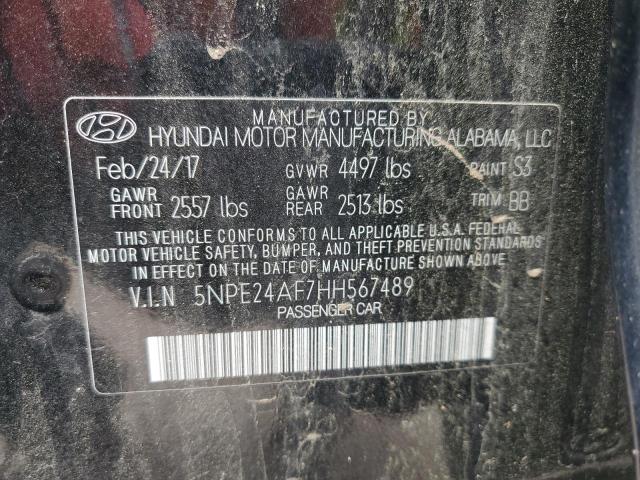 MANUFACTURED BY
HYUNDAI MOTOR MANUFACTURING ALABAMA, LLC
Feb/24/17 GVWR 4497 lbs PAINT S3
GAWR FRONT 2557 lbs GAWR REAR 2513 lbs TRIM BB
THIS VEHICLE CONFORMS TO ALL APPLICABLE U.S.A. FEDERAL
MOTOR VEHICLE SAFETY, BUMPER, AND THEFT PREVENTION STANDARDS
IN EFFECT ON THE DATE OF MANUFACTURE SHOWN ABOVE.
V.I.N 5NPE24AF7HH567489
PASSENGER CAR